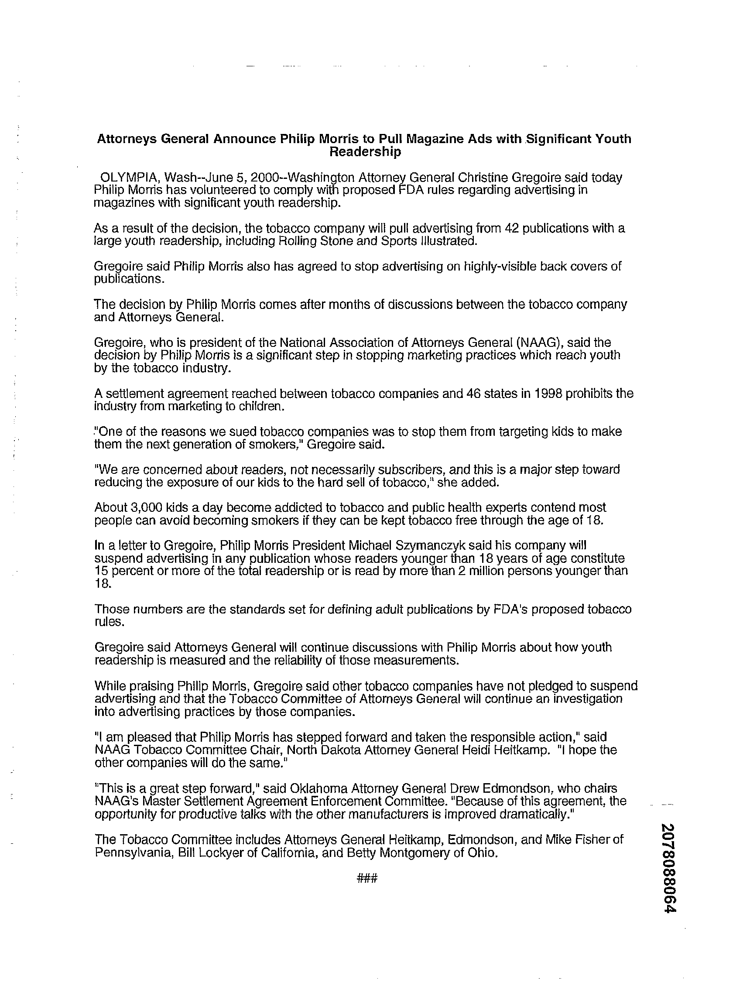 Attorneys General Announce Philip Morris to Pull Magazine Ads with Significant Youth
Readership
OLYMPIA, Wash--June 5, 2000--Washington Attorney General Christine Gregoire said today
Philip Morris has volunteered to comply with proposed FDA rules regarding advertising in
magazines with significant youth readership.
As a result of the decision, the tobacco company will pull advertising from 42 publications with a
large youth readership, including Rolling Stone and Sports Illustrated.
Gregoire said Philip Morris also has agreed to stop advertising on highly-visible back covers of
publications.
The decision by Philip Morris comes after months of discussions between the tobacco company
and Attorneys General.
Gregoire, who is president of the National Association of Attorneys General (NAAG), said the
decision by Philip Morris is a significant step in stopping marketing practices which reach youth
by the tobacco industry.
A settlement agreement reached between tobacco companies and 46 states in 1998 prohibits the
industry from marketing to children.
"One of the reasons we sued tobacco companies was to stop them from targeting kids to make
them the next generation of smokers," Gregoire said.
"We are concerned about readers, not necessarily subscribers, and this is a major step toward
reducing the exposure of our kids to the hard sell of tobacco," she added.
About 3,000 kids a day become addicted to tobacco and public health experts contend most
people can avoid becoming smokers if they can be kept tobacco free through the age of 18.
In a letter to Gregoire, Philip Morris President Michael Szymanczyk said his company will
suspend advertising in any publication whose readers younger than 18 years of age constitute
15 percent or more of the total readership or is read by more than 2 million persons younger than
18.
Those numbers are the standards set for defining adult publications by FDA's proposed tobacco
rules.
Gregoire said Attorneys General will continue discussions with Philip Morris about how youth
readership is measured and the reliability of those measurements.
While praising Philip Morris, Gregoire said other tobacco companies have not pledged to suspend
advertising and that the Tobacco Committee of Attorneys General will continue an investigation
into advertising practices by those companies.
"I am pleased that Philip Morris has stepped forward and taken the responsible action," said
NAAG Tobacco Committee Chair, North Dakota Attorney General Heidi Heitkamp. "I hope the
other companies will do the same."
"This is a great step forward," said Oklahoma Attorney General Drew Edmondson, who chairs
NAAG's Master Settlement Agreement Enforcement Committee. "Because of this agreement, the
opportunity for productive talks with the other manufacturers is improved dramatically."
The Tobacco Committee includes Attorneys General Heitkamp, Edmondson, and Mike Fisher of
Pennsylvania, Bill Lockyer of California, and Betty Montgomery of Ohio.
###
2078088064